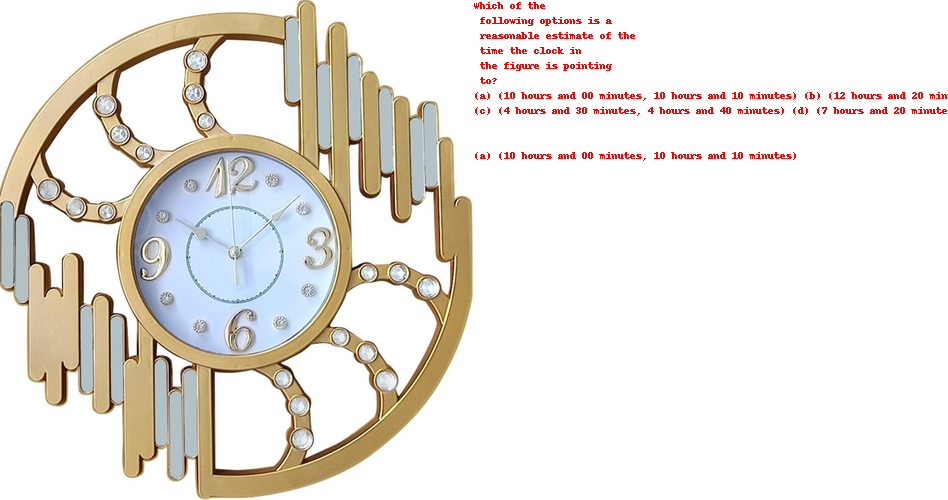 12
3
6
9
Which of the
following options is a
reasonable estimate of the
time the clock in
the figure is pointing
to?
(a) (10 hours and 00 minutes, 10 hours and 10 minutes) (b) (12 hours and 20 min
(c) (4 hours and 30 minutes, 4 hours and 40 minutes) (d) (7 hours and 20 minute
(a) (10 hours and 00 minutes, 10 hours and 10 minutes)